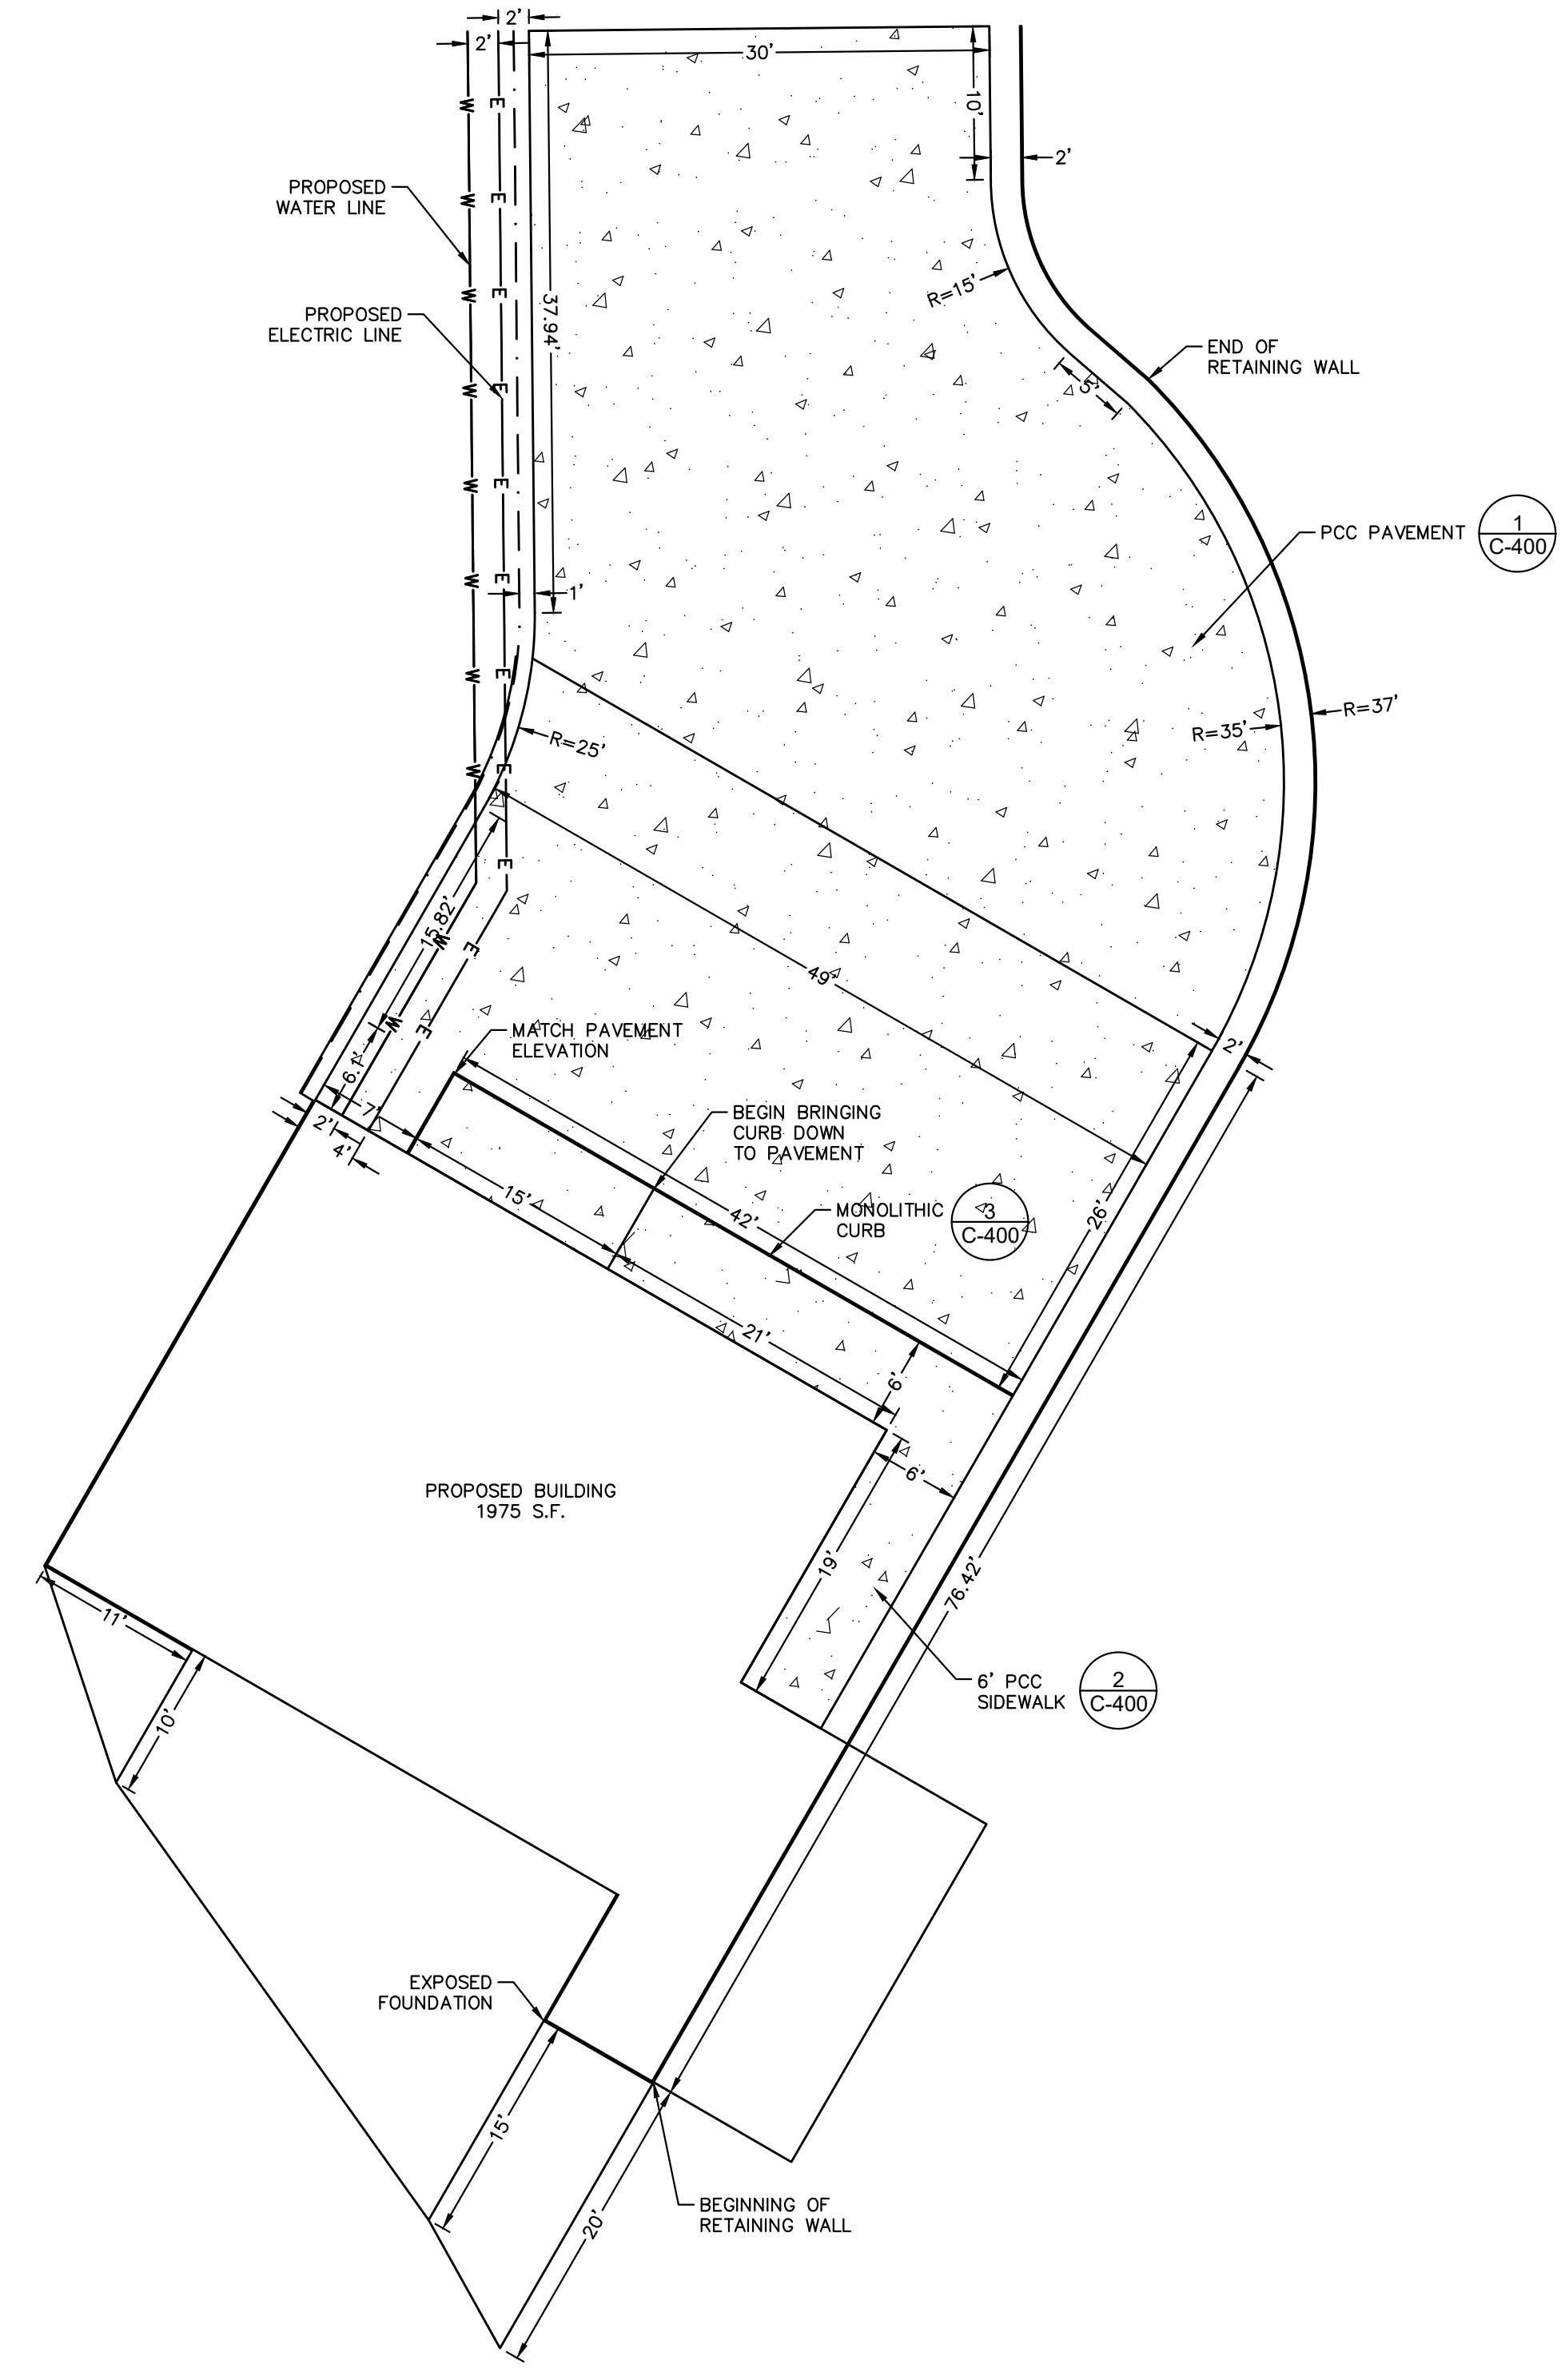 2'
2'
30'
10'
2'
W
E
PROPOSED
WATER LINE
W
E
W
E
R=15'
37.94'
PROPOSED
ELECTRIC LINE
END OF
RETAINING WALL
W
E
5'
W
E
PCC PAVEMENT
1
C-400
W
E
1'
W
E
R=37'
R=35'
R=25'
W
E
E
15.82'
W
E
49'
W
E
MATCH PAVEMENT
ELEVATION
2'
6.1'
7'
2'
4'
BEGIN BRINGING
CURB DOWN
TO PAVEMENT
15'
42'
MONOLITHIC
CURB
3
C-400
26'
21'
6'
6'
PROPOSED BUILDING
1975 S.F.
19'
76.42'
11'
10'
6' PCC
SIDEWALK
2
C-400
EXPOSED
FOUNDATION
15'
BEGINNING OF
RETAINING WALL
20'